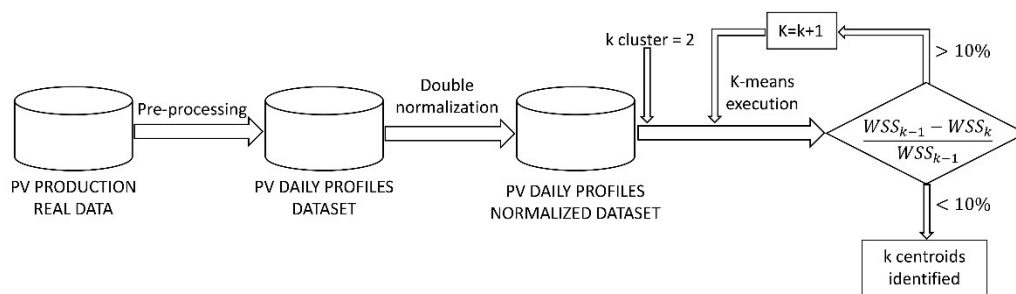 K=k+1
k cluster = 2
> 10%
Double
normalization
K-means
execution
Pre-processing
WSS_{k-1} - WSS_k
WSS_{k-1}
PV PRODUCTION
REAL DATA
PV DAILY PROFILES
DATASET
PV DAILY PROFILES
NORMALIZED DATASET
< 10%
k centroids
identified